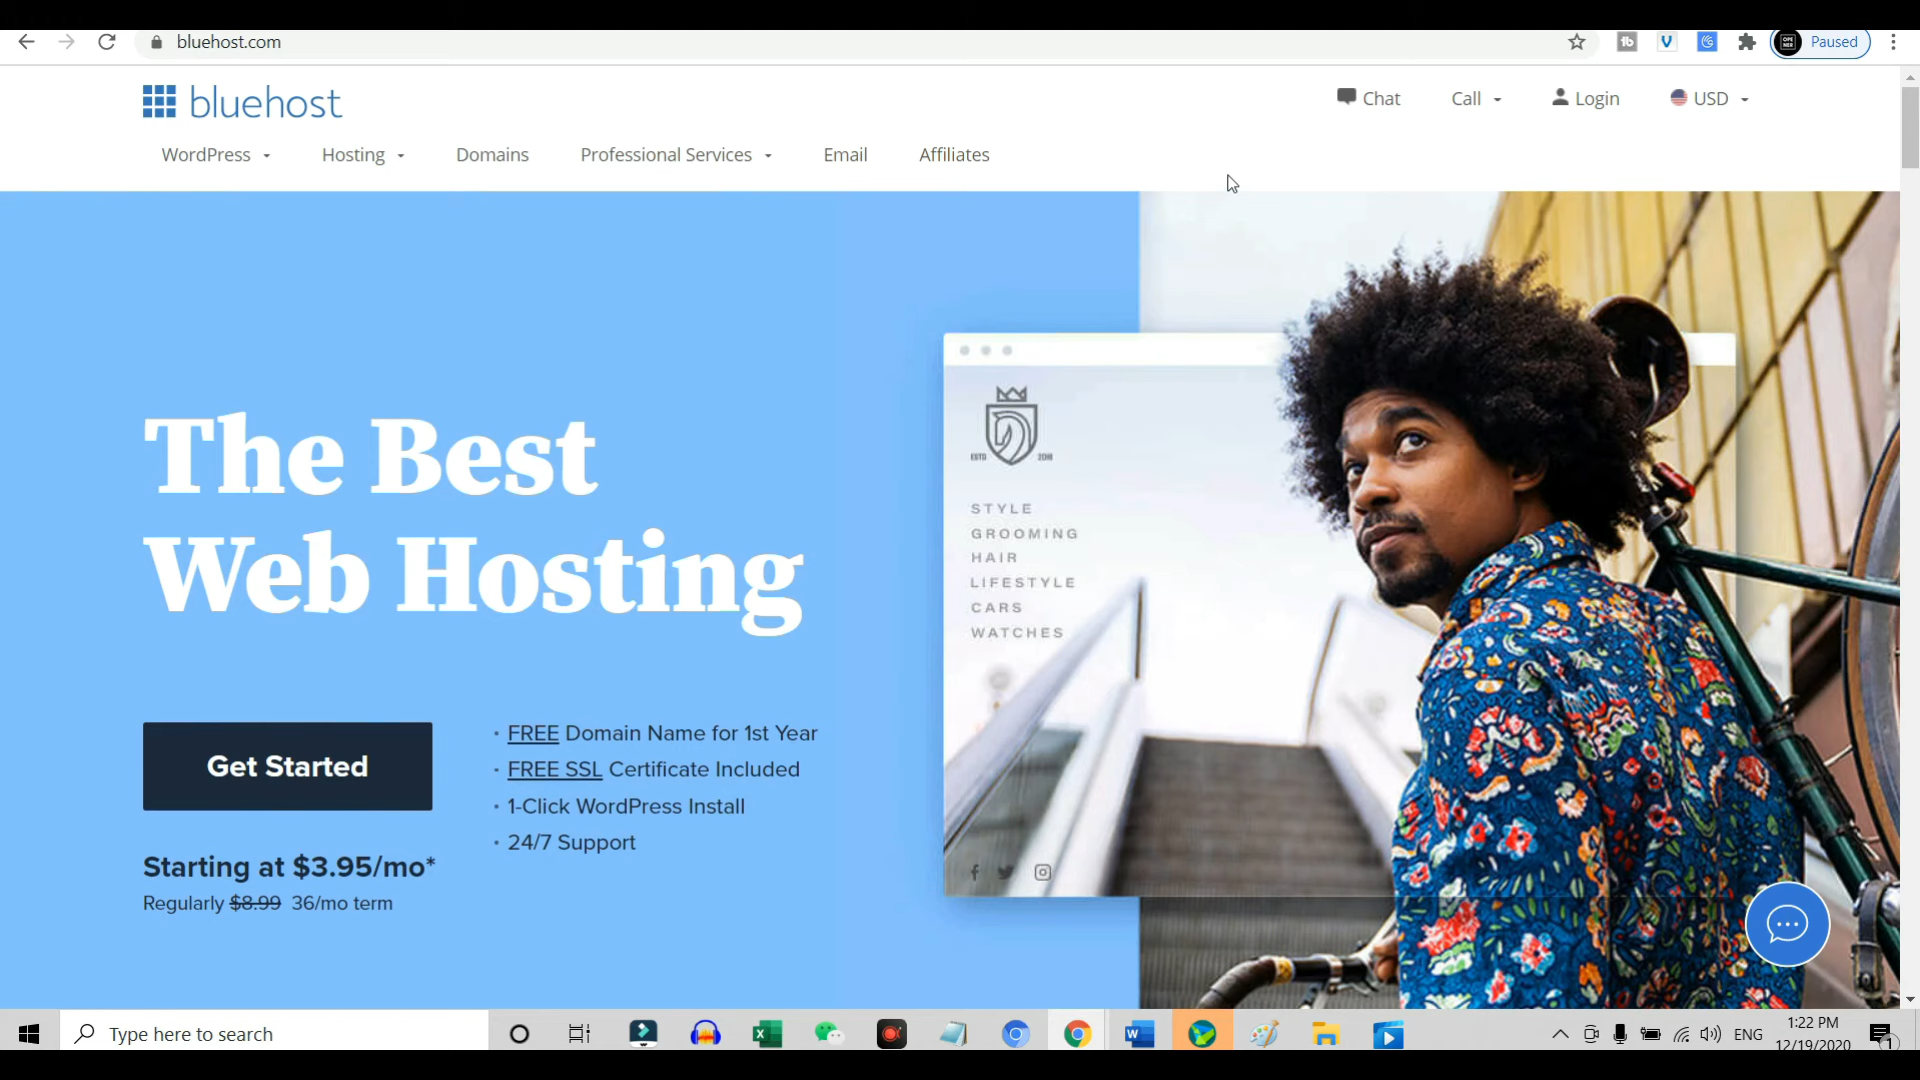 bluehost.com
Paused
bluehost
Chat
Call
Login
USD
WordPress
Hosting
Domains
Professional Services
Email
Affiliates
ESTD 2018
STYLE
GROOMING
HAIR
LIFESTYLE
CARS
WATCHES
The Best
Web Hosting
Get Started
Starting at $3.95/mo*
Regularly $8.99 36/mo term
· FREE Domain Name for 1st Year
· FREE SSL Certificate Included
· 1-Click WordPress Install
· 24/7 Support
Type here to search
ENG
1:22 PM
12/19/2020
1